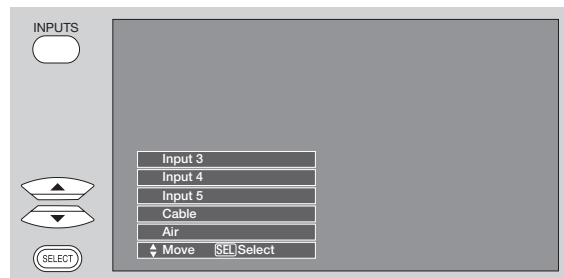 INPUTS
Input 3
Input 4
Input 5
Cable
Air
Move SEL Select
SELECT